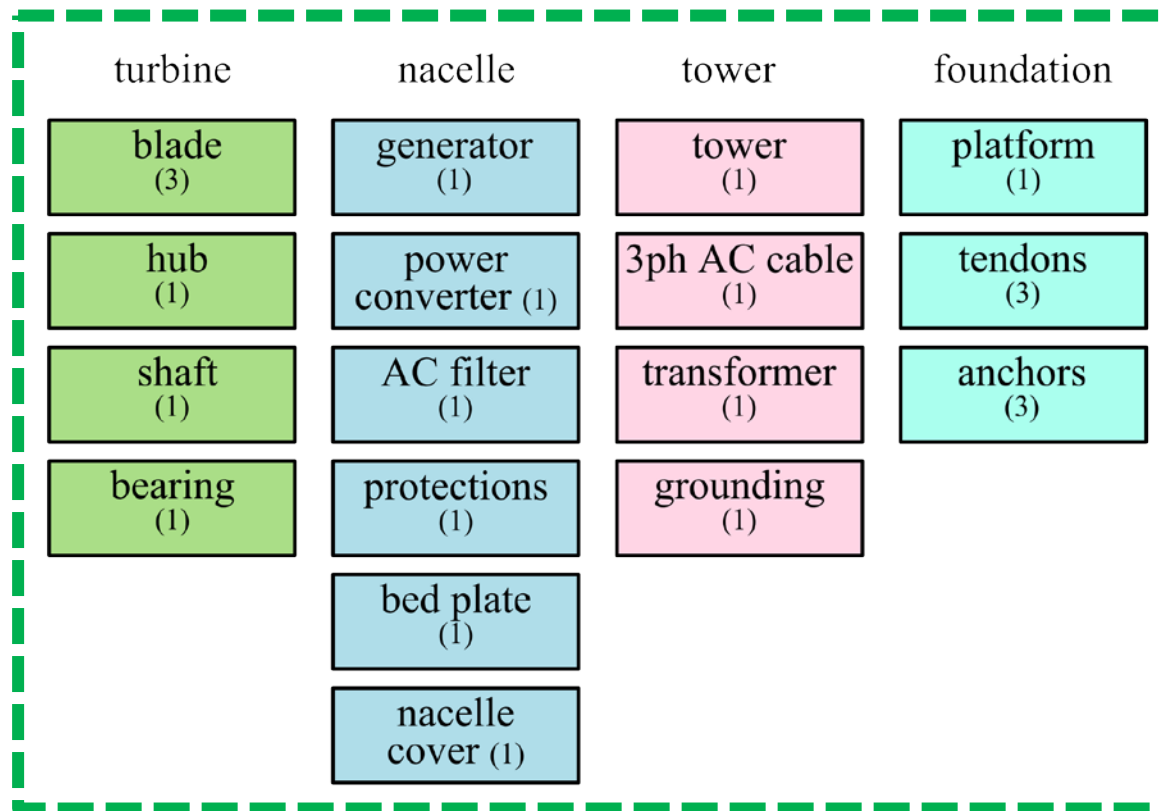 turbine
nacelle
tower
foundation
blade
(3)
hub
(1)
shaft
(1)
bearing
(1)
generator
(1)
power
converter (1)
AC filter
(1)
protections
(1)
bed plate
(1)
nacelle
cover (1)
tower
(1)
3ph AC cable
(1)
transformer
(1)
grounding
(1)
platform
(1)
tendons
(3)
anchors
(3)